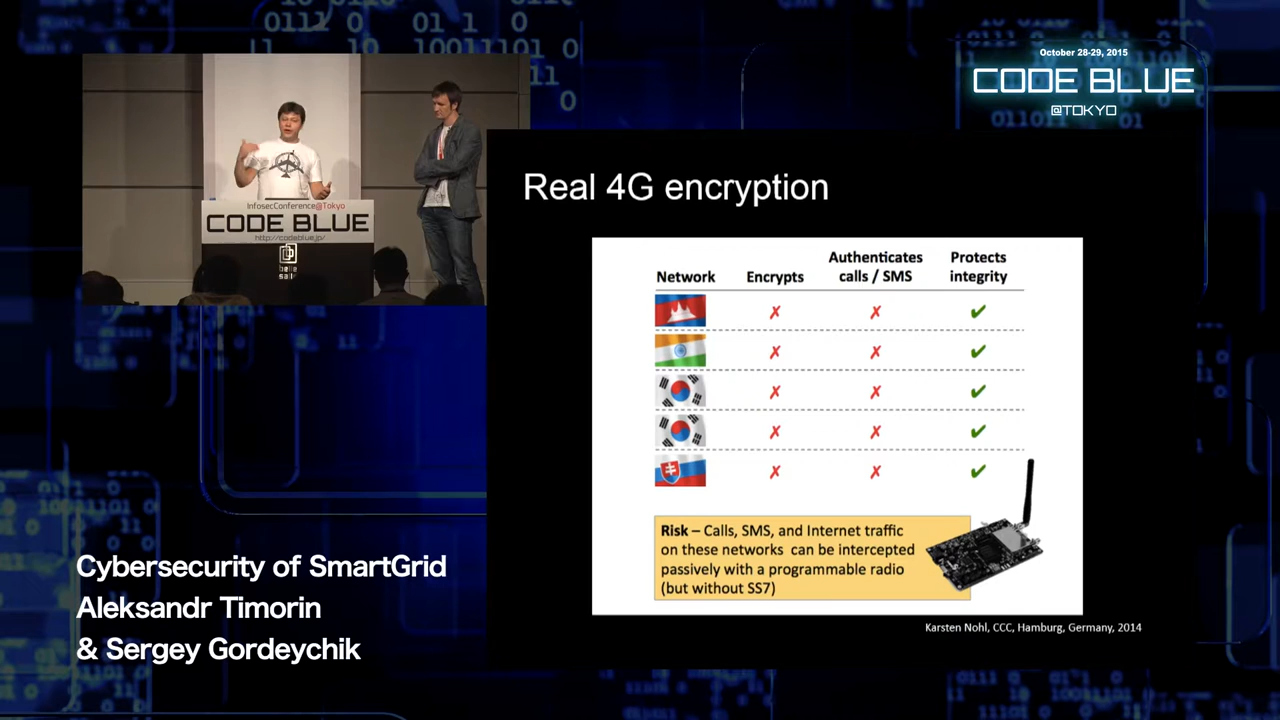 October 28-29, 2015
CODE BLUE
@TOKYO
InfosecConference@Tokyo
CODE BLUE
http://codeblue.jp/
Real 4G encryption
Network Encrypts Authenticates calls / SMS Protects integrity
Risk – Calls, SMS, and Internet traffic
on these networks can be intercepted
passively with a programmable radio
(but without SS7)
Karsten Nohl, CCC, Hamburg, Germany, 2014
Cybersecurity of SmartGrid
Aleksandr Timorin
& Sergey Gordeychik